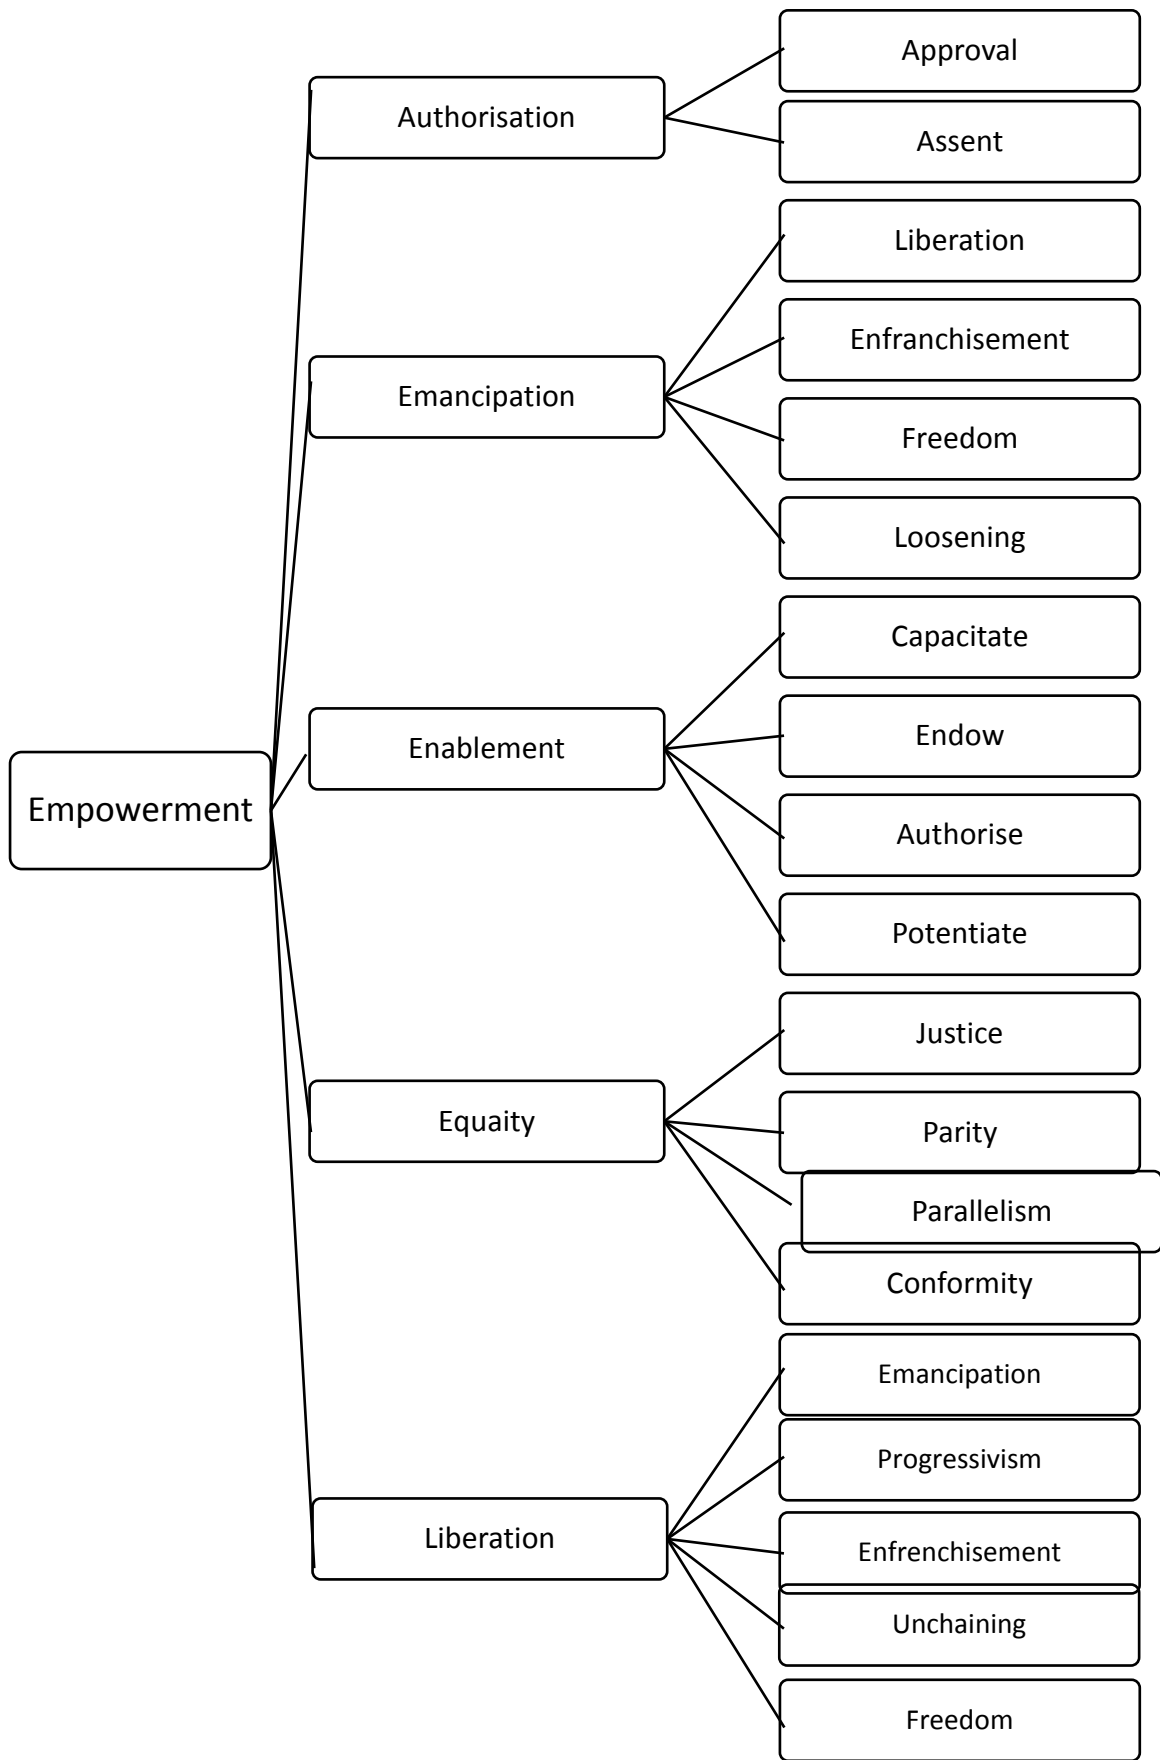 Approval
Authorisation
Assent
Liberation
Enfranchisement
Emancipation
Freedom
Loosening
Capacitate
Endow
Enablement
Empowerment
Authorise
Potentiate
Justice
Equaity
Parity
Parallelism
Conformity
Emancipation
Progressivism
Liberation
Enfrenchisement
Unchaining
Freedom